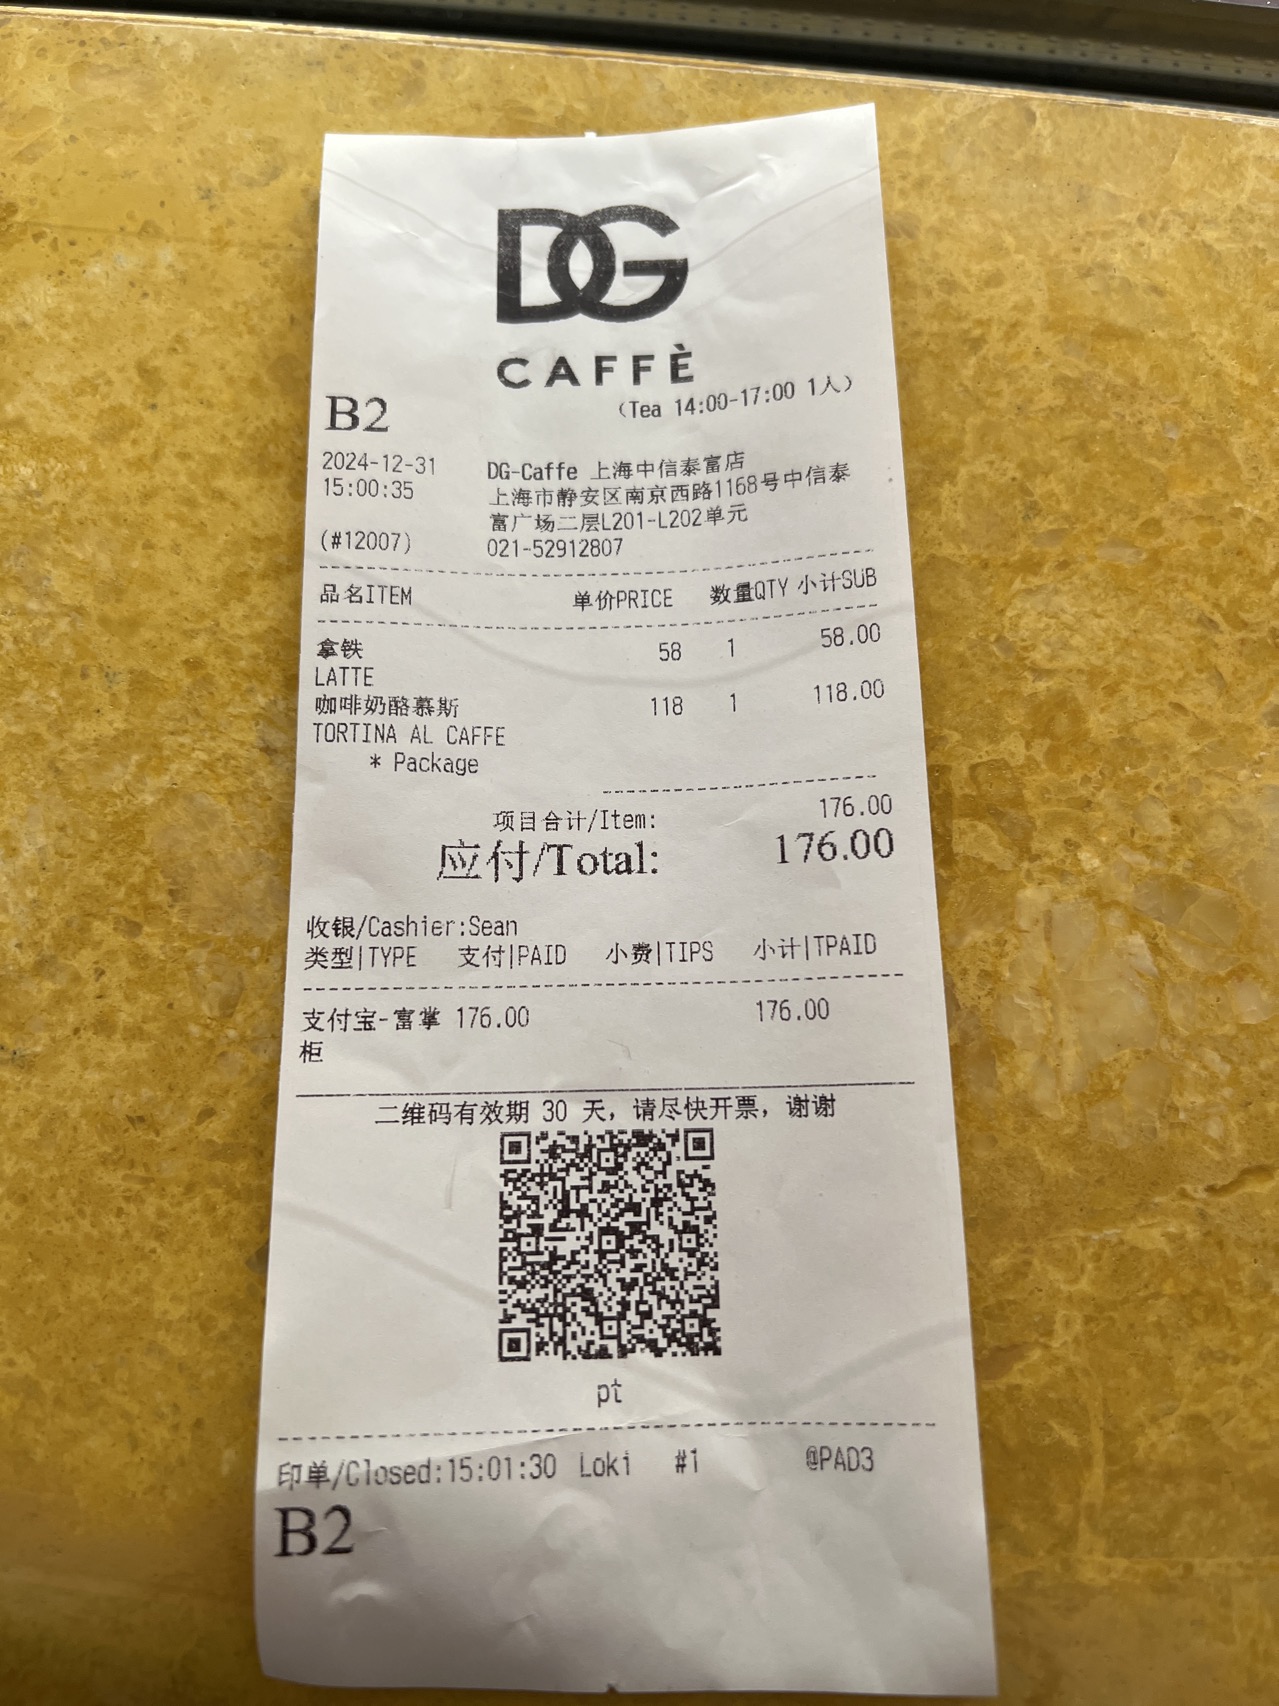 DG
CAFFÈ
B2
(Tea 14:00-17:00 1人)
2024-12-31
15:00:35
(#12007)
DG-Caffe 上海中信泰富店
上海市静安区南京西路1168号中信泰
富广场二层L201-L202单元
021-52912807
品名ITEM 单价PRICE 数量QTY 小计SUB
拿铁 58 1 58.00
LATTE
咖啡奶酪慕斯 118 1 118.00
TORTINA AL CAFFE
* Package
项目合计/Item: 176.00
应付/Total: 176.00
收银/Cashier:Sean
类型|TYPE 支付|PAID 小费|TIPS 小计|TPAID
支付宝-富掌 176.00 176.00
柜
二维码有效期 30 天，请尽快开票，谢谢
pt
印单/Closed:15:01:30 Loki #1 @PAD3
B2